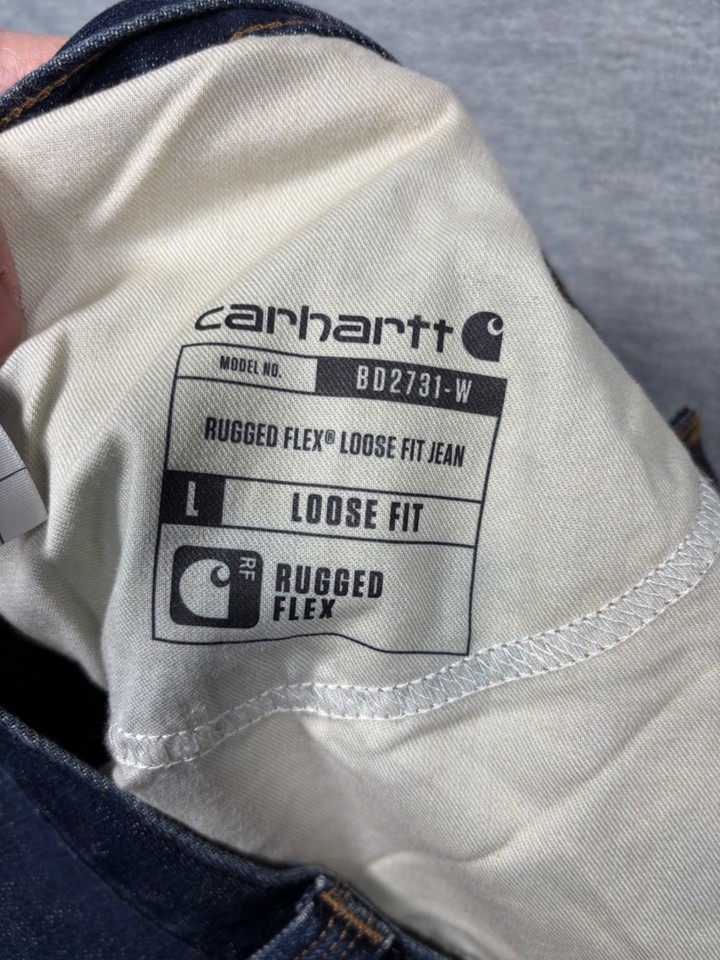 carhartt
MODEL NO. BD2731-W
RUGGED FLEX® LOOSE FIT JEAN
L LOOSE FIT
RF
RUGGED
FLEX